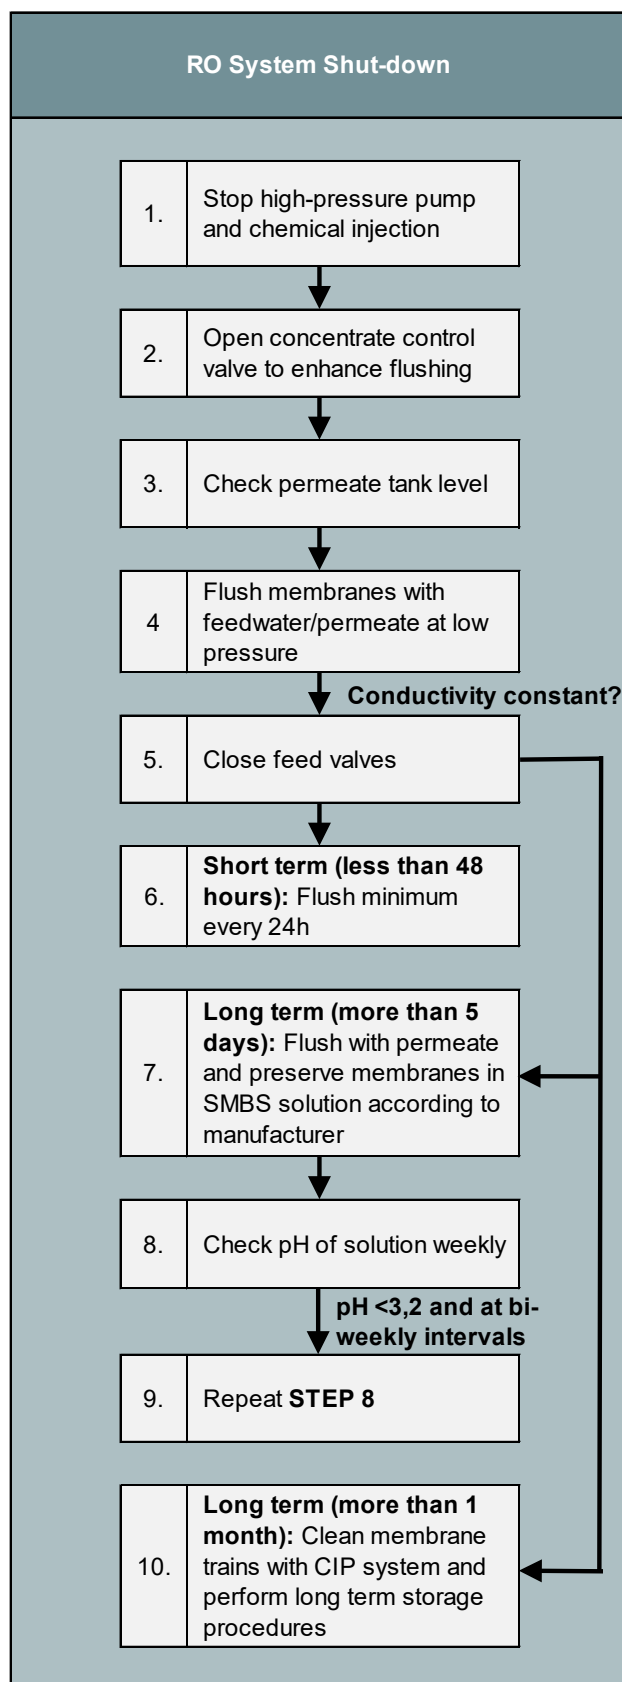 RO System Shut-down
1.
Stop high-pressure pump
and chemical injection
2.
Open concentrate control
valve to enhance flushing
3.
Check permeate tank level
4
Flush membranes with
feedwater/permeate at low
pressure
Conductivity constant?
5.
Close feed valves
6.
Short term (less than 48
hours): Flush minimum
every 24h
7.
Long term (more than 5
days): Flush with permeate
and preserve membranes in
SMBS solution according to
manufacturer
8.
Check pH of solution weekly
pH <3,2 and at bi-
weekly intervals
9.
Repeat STEP 8
10.
Long term (more than 1
month): Clean membrane
trains with CIP system and
perform long term storage
procedures